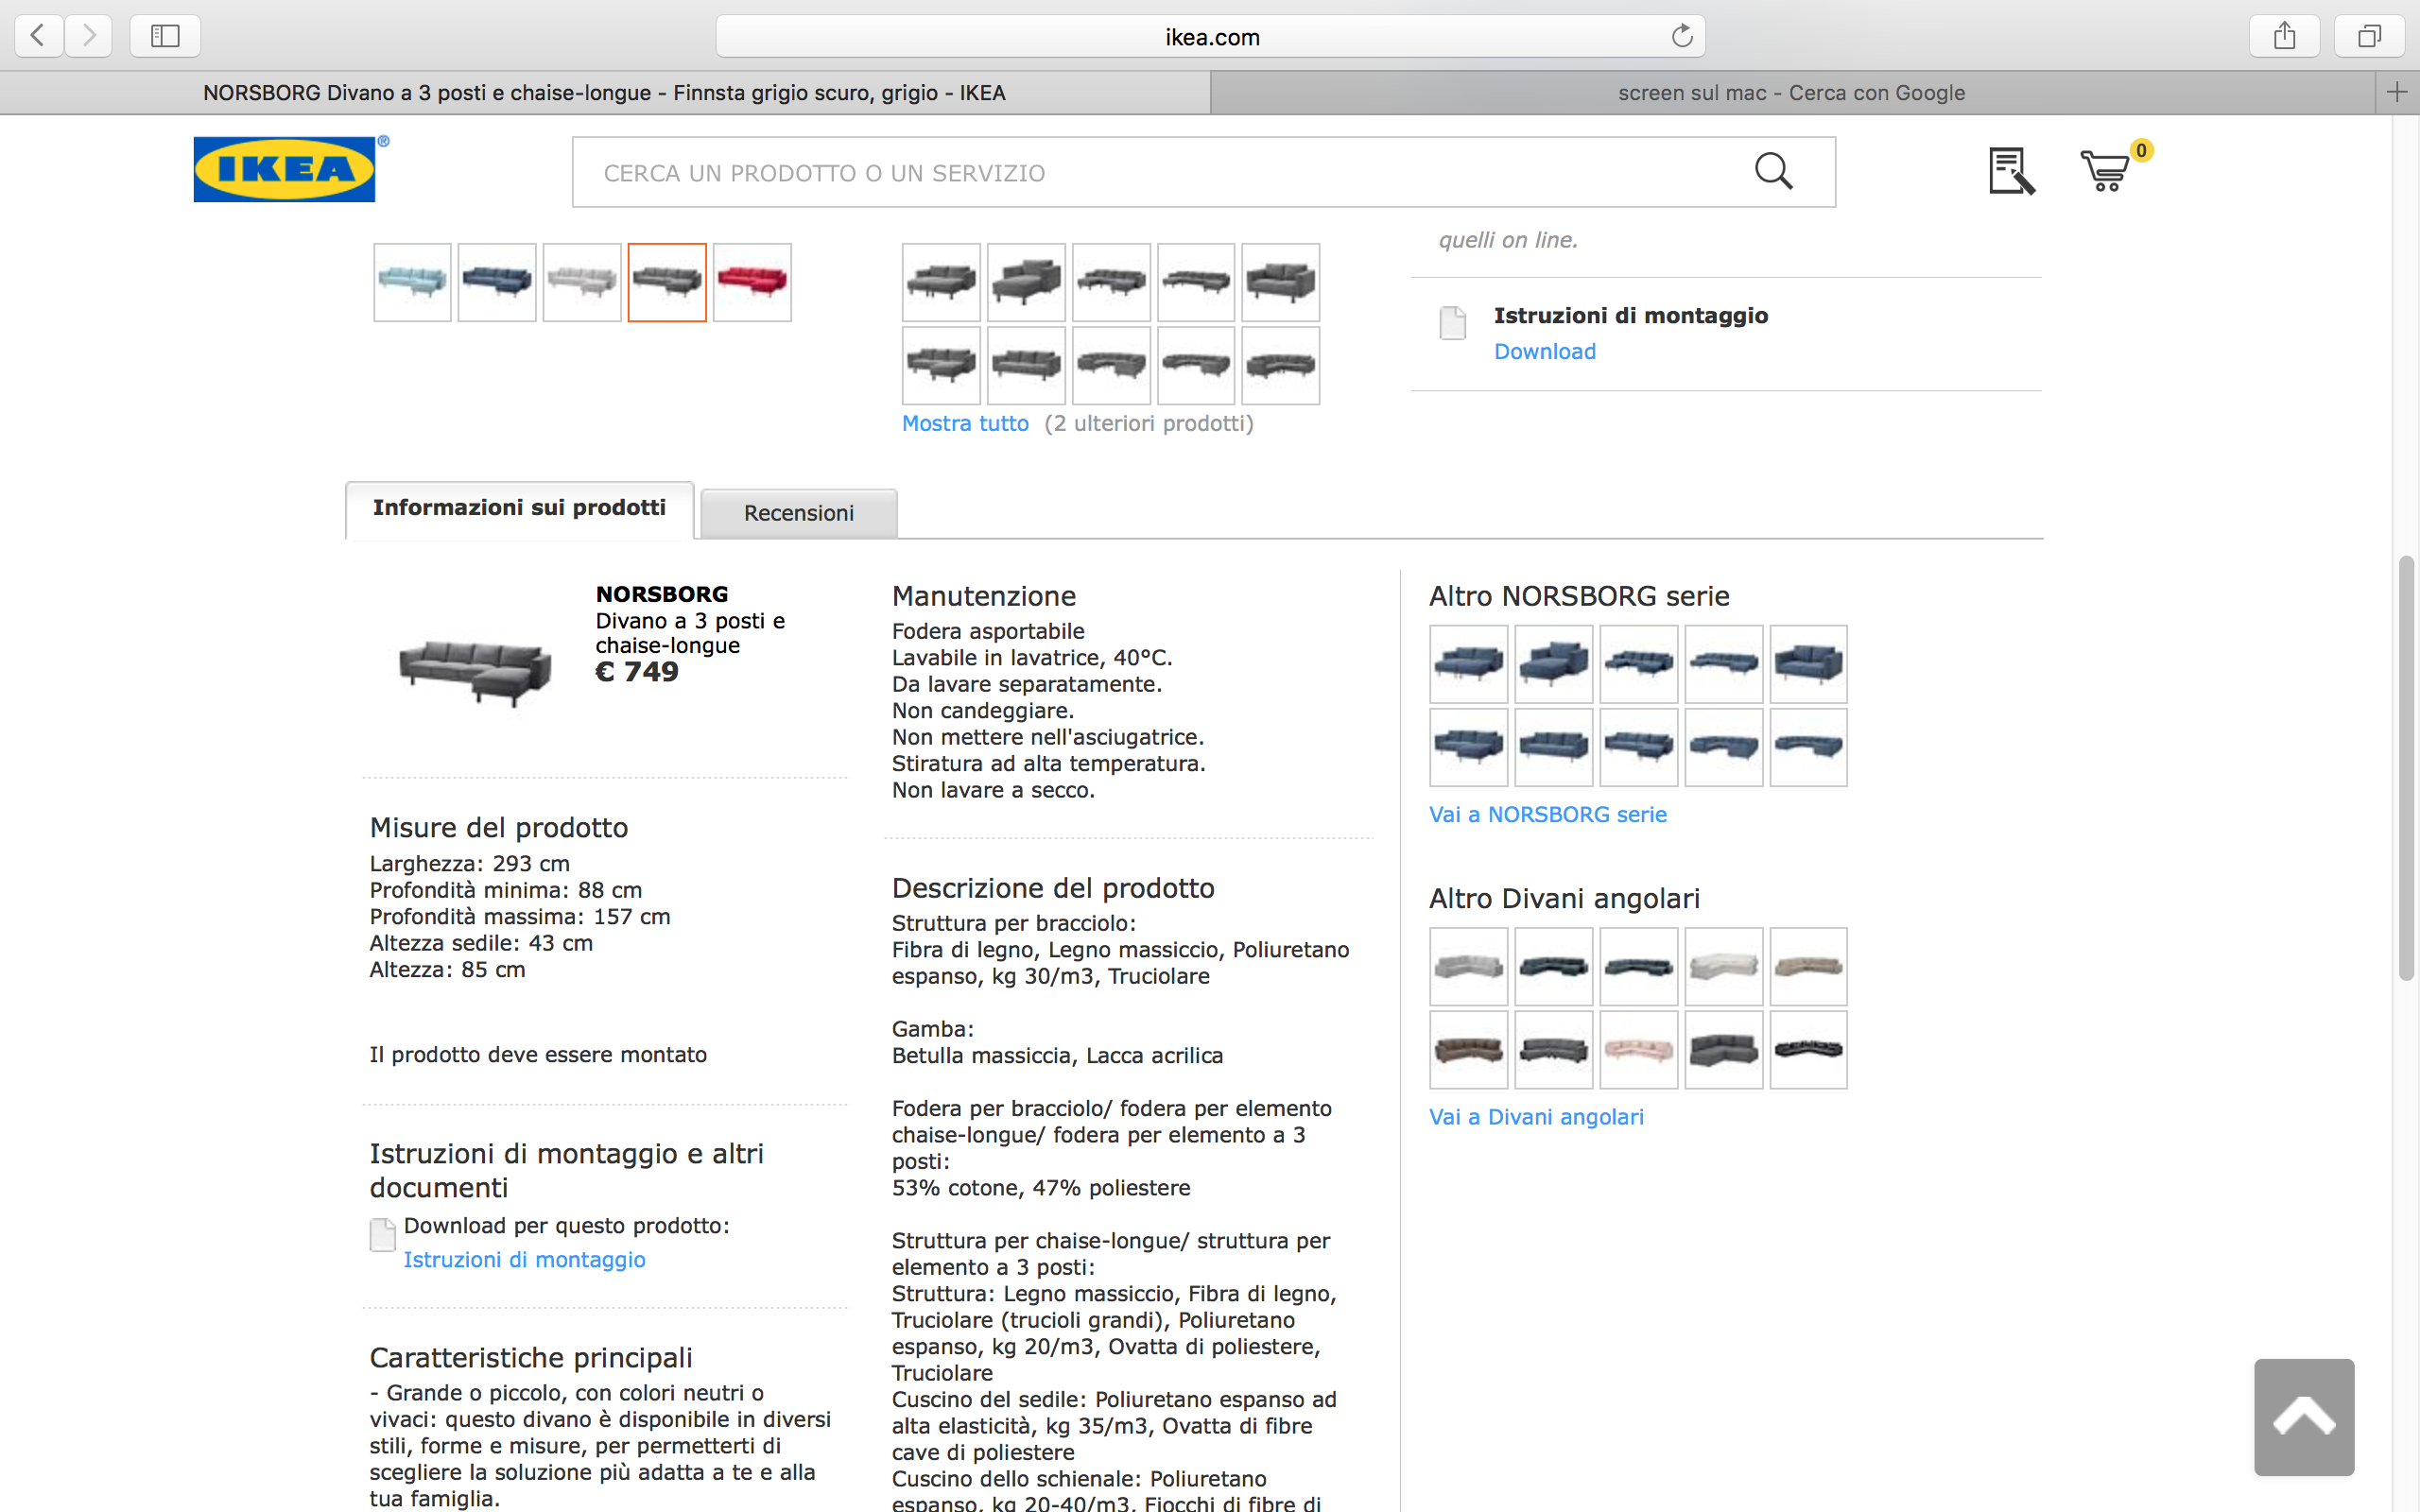 ikea.com
NORSBORG Divano a 3 posti e chaise-longue - Finnsta grigio scuro, grigio - IKEA
screen sul mac - Cerca con Google
IKEA®
CERCA UN PRODOTTO O UN SERVIZIO
0
quelli on line.
Istruzioni di montaggio
Download
Mostra tutto (2 ulteriori prodotti)
Informazioni sui prodotti
Recensioni
NORSBORG
Divano a 3 posti e
chaise-longue
€ 749
Misure del prodotto
Larghezza: 293 cm
Profondità minima: 88 cm
Profondità massima: 157 cm
Altezza sedile: 43 cm
Altezza: 85 cm
Il prodotto deve essere montato
Istruzioni di montaggio e altri
documenti
Download per questo prodotto:
Istruzioni di montaggio
Caratteristiche principali
- Grande o piccolo, con colori neutri o
vivaci: questo divano è disponibile in diversi
stili, forme e misure, per permetterti di
scegliere la soluzione più adatta a te e alla
tua famiglia.
Manutenzione
Fodera asportabile
Lavabile in lavatrice, 40°C.
Da lavare separatamente.
Non candeggiare.
Non mettere nell'asciugatrice.
Stiratura ad alta temperatura.
Non lavare a secco.
Descrizione del prodotto
Struttura per bracciolo:
Fibra di legno, Legno massiccio, Poliuretano
espanso, kg 30/m3, Truciolare
Gamba:
Betulla massiccia, Lacca acrilica
Fodera per bracciolo/ fodera per elemento
chaise-longue/ fodera per elemento a 3
posti:
53% cotone, 47% poliestere
Struttura per chaise-longue/ struttura per
elemento a 3 posti:
Struttura: Legno massiccio, Fibra di legno,
Truciolare (trucioli grandi), Poliuretano
espanso, kg 20/m3, Ovatta di poliestere,
Truciolare
Cuscino del sedile: Poliuretano espanso ad
alta elasticità, kg 35/m3, Ovatta di fibre
cave di poliestere
Cuscino dello schienale: Poliuretano
espanso, kg 20-40/m3, Fiocchi di fibre di
Altro NORSBORG serie
Vai a NORSBORG serie
Altro Divani angolari
Vai a Divani angolari